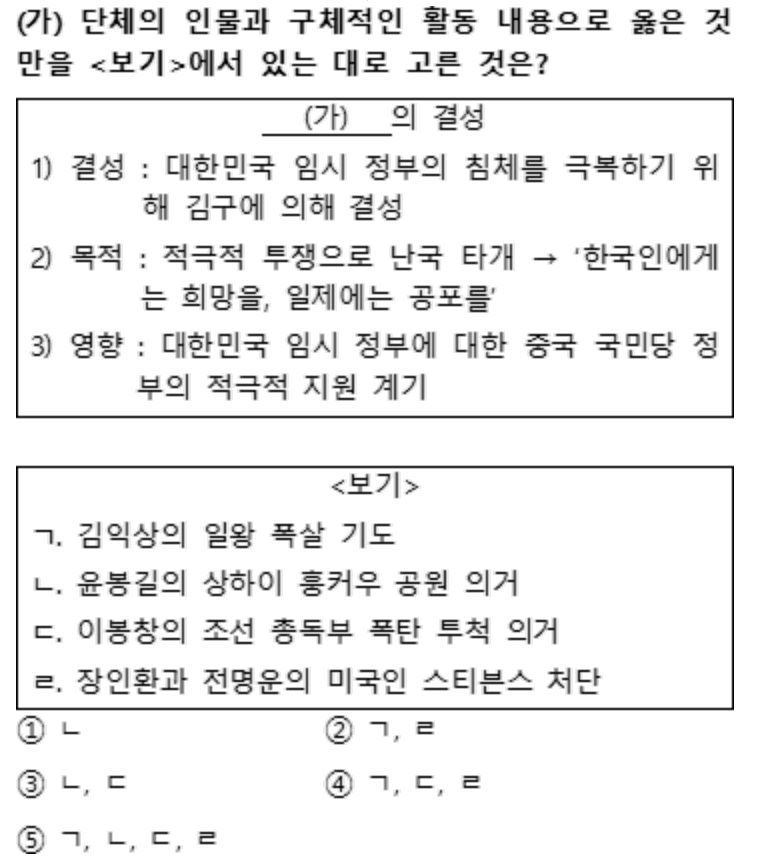 (가) 단체의 인물과 구체적인 활동 내용으로 옳은 것
만을 <보기>에서 있는 대로 고른 것은?
(가) 의 결성
1) 결성 : 대한민국 임시 정부의 침체를 극복하기 위
해 김구에 의해 결성
2) 목적 : 적극적 투쟁으로 난국 타개 → ‘한국인에게
는 희망을, 일제에는 공포를’
3) 영향 : 대한민국 임시 정부에 대한 중국 국민당 정
부의 적극적 지원 계기
<보기>
ㄱ. 김익상의 일왕 폭살 기도
ㄴ. 윤봉길의 상하이 훙커우 공원 의거
ㄷ. 이봉창의 조선 총독부 폭탄 투척 의거
ㄹ. 장인환과 전명운의 미국인 스티븐스 처단
① ㄴ ② ㄱ, ㄹ
③ ㄴ, ㄷ ④ ㄱ, ㄷ, ㄹ
⑤ ㄱ, ㄴ, ㄷ, ㄹ